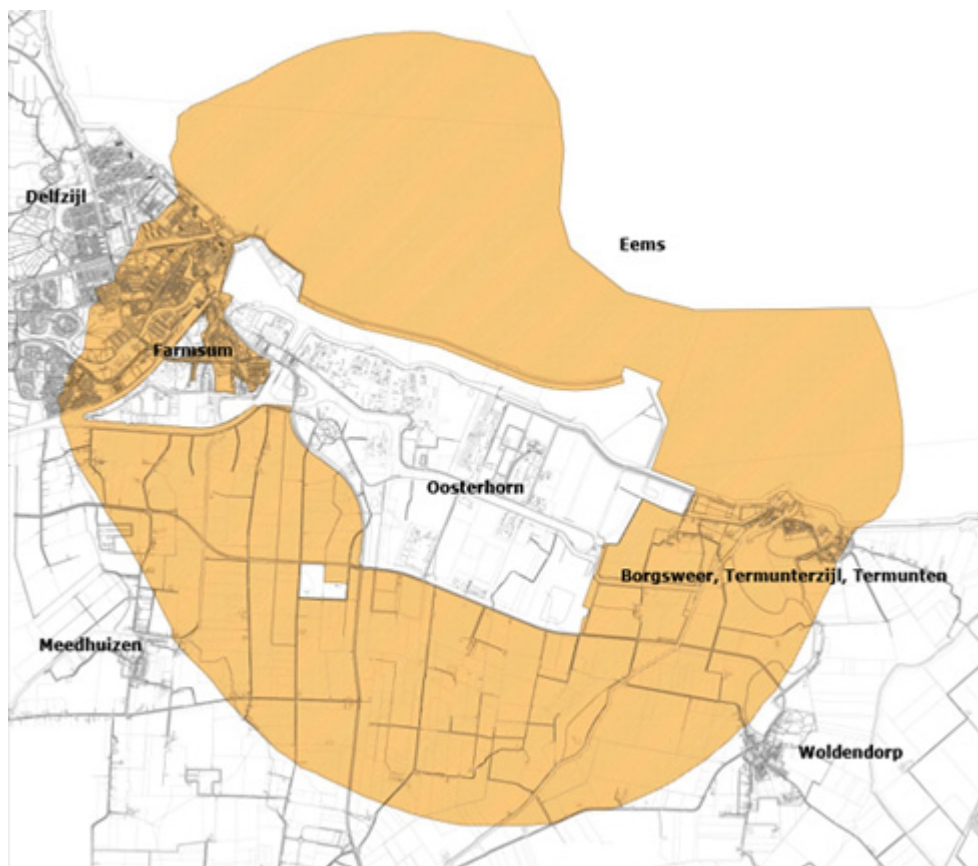 Delfzijl
Eems
Farmsum
Oosterhorn
Borgsweer, Termunterzijl, Termunten
Meedhuizen
Woldendorp